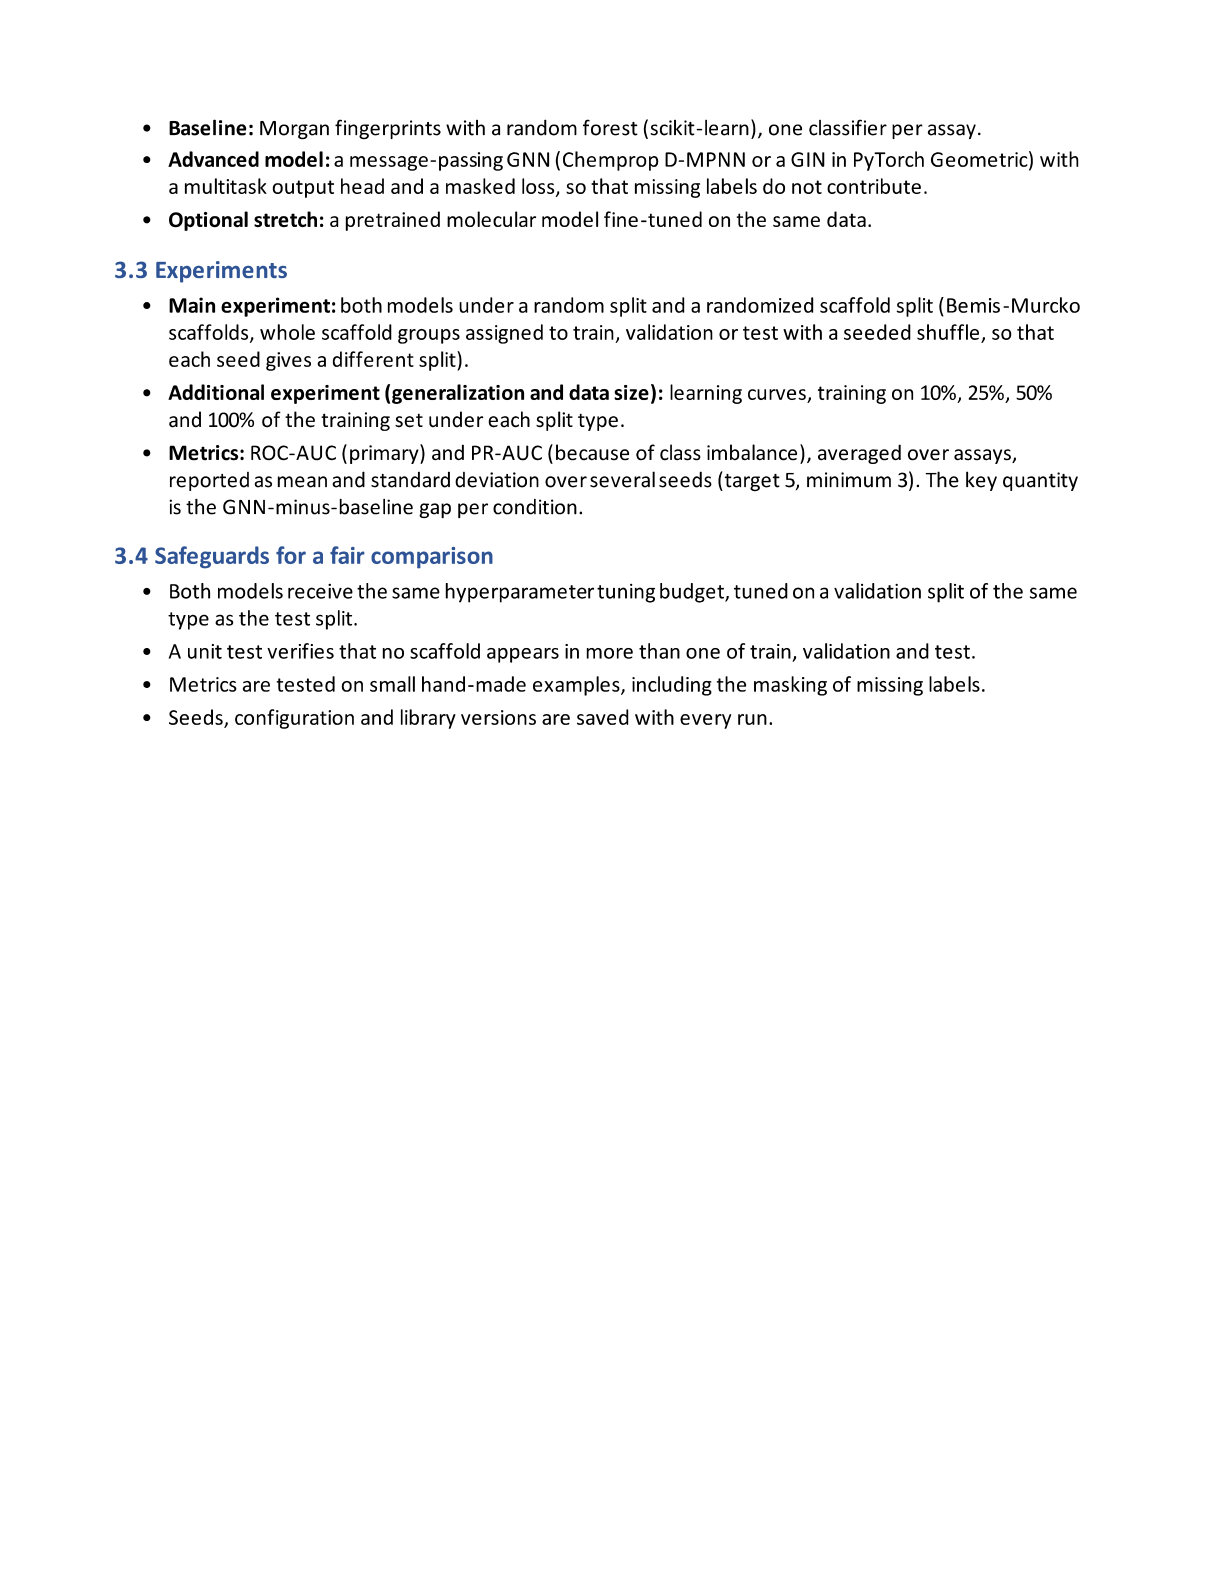 • Baseline: Morgan fingerprints with a random forest (scikit-learn), one classifier per assay.
• Advanced model: a message-passing GNN (Chemprop D-MPNN or a GIN in PyTorch Geometric) with
a multitask output head and a masked loss, so that missing labels do not contribute.
• Optional stretch: a pretrained molecular model fine-tuned on the same data.
3.3 Experiments
• Main experiment: both models under a random split and a randomized scaffold split (Bemis-Murcko
scaffolds, whole scaffold groups assigned to train, validation or test with a seeded shuffle, so that
each seed gives a different split).
• Additional experiment (generalization and data size): learning curves, training on 10%, 25%, 50%
and 100% of the training set under each split type.
• Metrics: ROC-AUC (primary) and PR-AUC (because of class imbalance), averaged over assays,
reported as mean and standard deviation over several seeds (target 5, minimum 3). The key quantity
is the GNN-minus-baseline gap per condition.
3.4 Safeguards for a fair comparison
• Both models receive the same hyperparameter tuning budget, tuned on a validation split of the same
type as the test split.
• A unit test verifies that no scaffold appears in more than one of train, validation and test.
• Metrics are tested on small hand-made examples, including the masking of missing labels.
• Seeds, configuration and library versions are saved with every run.